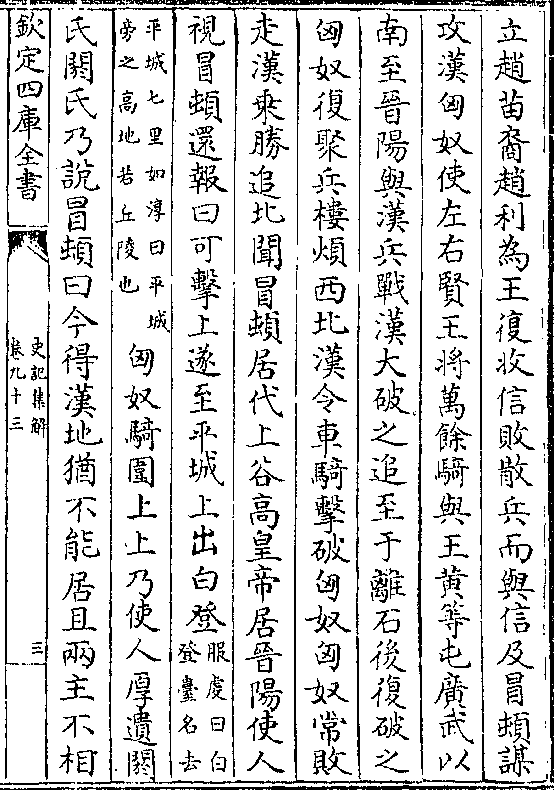 立趙苗裔趙利為王復收信敗散兵而與信及冒頓謀
攻漢匈奴使左右賢王將萬餘騎與王黃等屯廣武以
南至晉陽與漢兵戰漢大破之追至于離石後復破之
匈奴復聚兵樓煩西北漢令車騎擊破匈奴匈奴常敗
走漢乘勝追北聞冒頓居代上谷高皇帝居晉陽使人
視冒頓還報曰可擊上遂至平城上出白登服虔曰白登臺名去
平城七里如淳曰平城旁之高地若丘陵也匈奴騎圍上上乃使人厚遺閼
氏閼氏乃說冒頓曰今得漢地猶不能居且兩主不相
欽定四庫全書
史記集解
卷九十三
三